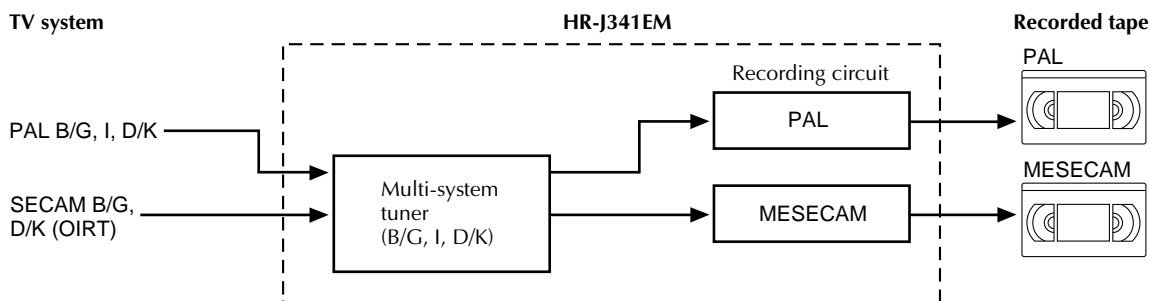 TV system
HR-J341EM
Recorded tape
PAL
Recording circuit
PAL B/G, I, D/K
PAL
MESECAM
Multi-system
tuner
(B/G, I, D/K)
SECAM B/G,
D/K (OIRT)
MESECAM